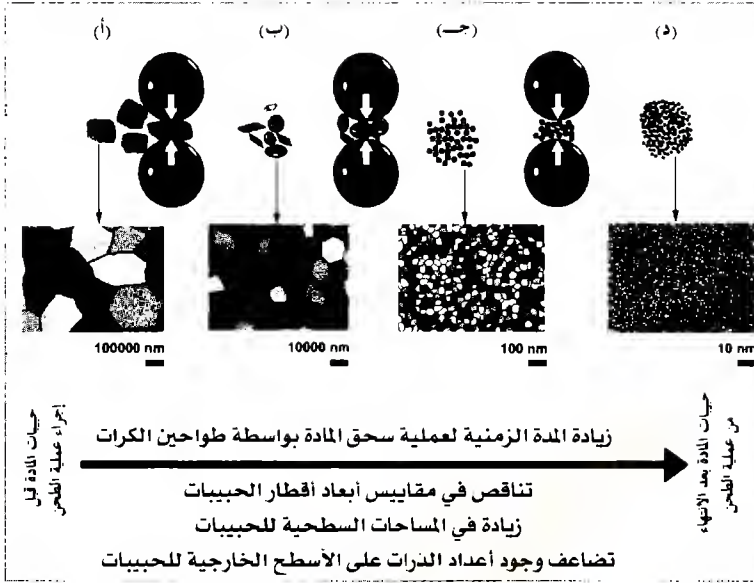 (أ) (ب) (جـ) (د)
100000 nm 10000 nm 100 nm 10 nm
حبيبات المادة قبل
إجراء عملية الطحن
زيادة المدة الزمنية لعملية سحق المادة بواسطة طواحين الكرات
تناقص في مقاييس أبعاد أقطار الحبيبات
زيادة في المساحات السطحية للحبيبات
تضاعف وجود أعداد الذرات على الأسطح الخارجية للحبيبات
حبيبات المادة بعد الانتهاء
من عملية الطحن